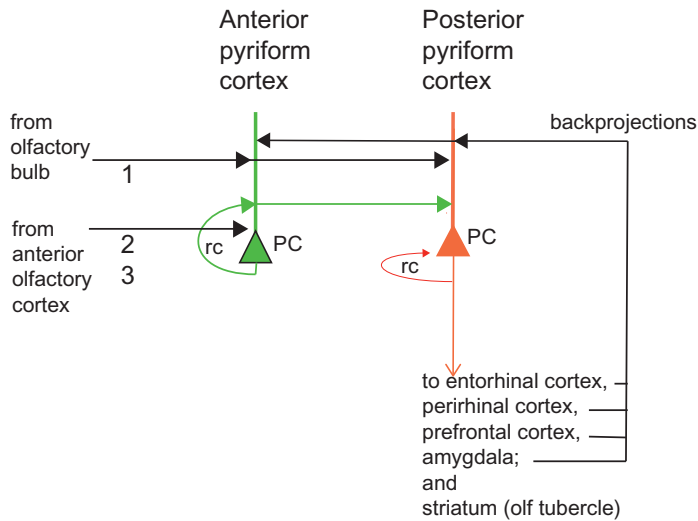 Anterior
pyriform
cortex
Posterior
pyriform
cortex
from
olfactory
bulb
1
backprojections
from
anterior
olfactory
cortex
2
3
rc
PC
rc
PC
to entorhinal cortex,
perirhinal cortex,
prefrontal cortex,
amygdala;
and
striatum (olf tubercle)